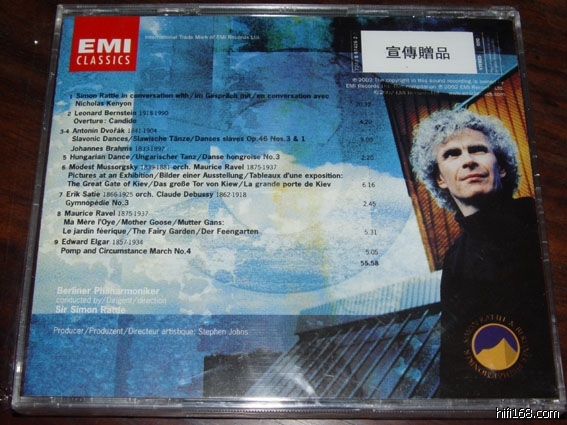 EMI
CLASSICS
International Trade Mark of EMI Records Ltd.
宣傳贈品
1 Simon Rattle in conversation with/im Gespräch mit/en conversation avec
Nicholas Kenyon
2 Leonard Bernstein 1918-1990
Overture: Candide
3-4 Antonin Dvořák 1841-1904
Slavonic Dances/Slawische Tänze/Danses slaves Op.46 Nos.3 & 1
Johannes Brahms 1833-1897
5 Hungarian Dance/Ungarischer Tanz/Danse hongroise No.3
6 Modest Mussorgsky 1839-1881 orch. Maurice Ravel 1875-1937
Pictures at an Exhibition/Bilder einer Ausstellung/Tableaux d'une exposition:
The Great Gate of Kiev/Das große Tor von Kiew/La grande porte de Kiev 6.16
7 Erik Satie 1866-1925 orch. Claude Debussy 1862-1918
Gymnopédie No.3 2.45
8 Maurice Ravel 1875-1937
Ma Mère l'Oye/Mother Goose/Mutter Gans:
Le jardin féerique/The Fairy Garden/Der Feengarten 5.31
9 Edward Elgar 1857-1934
Pomp and Circumstance March No.4 5.05
55.58
Berliner Philharmoniker
conducted by/Dirigent/direction
Sir Simon Rattle
Producer/Produzent/Directeur artistique: Stephen Johns
hifi168.com